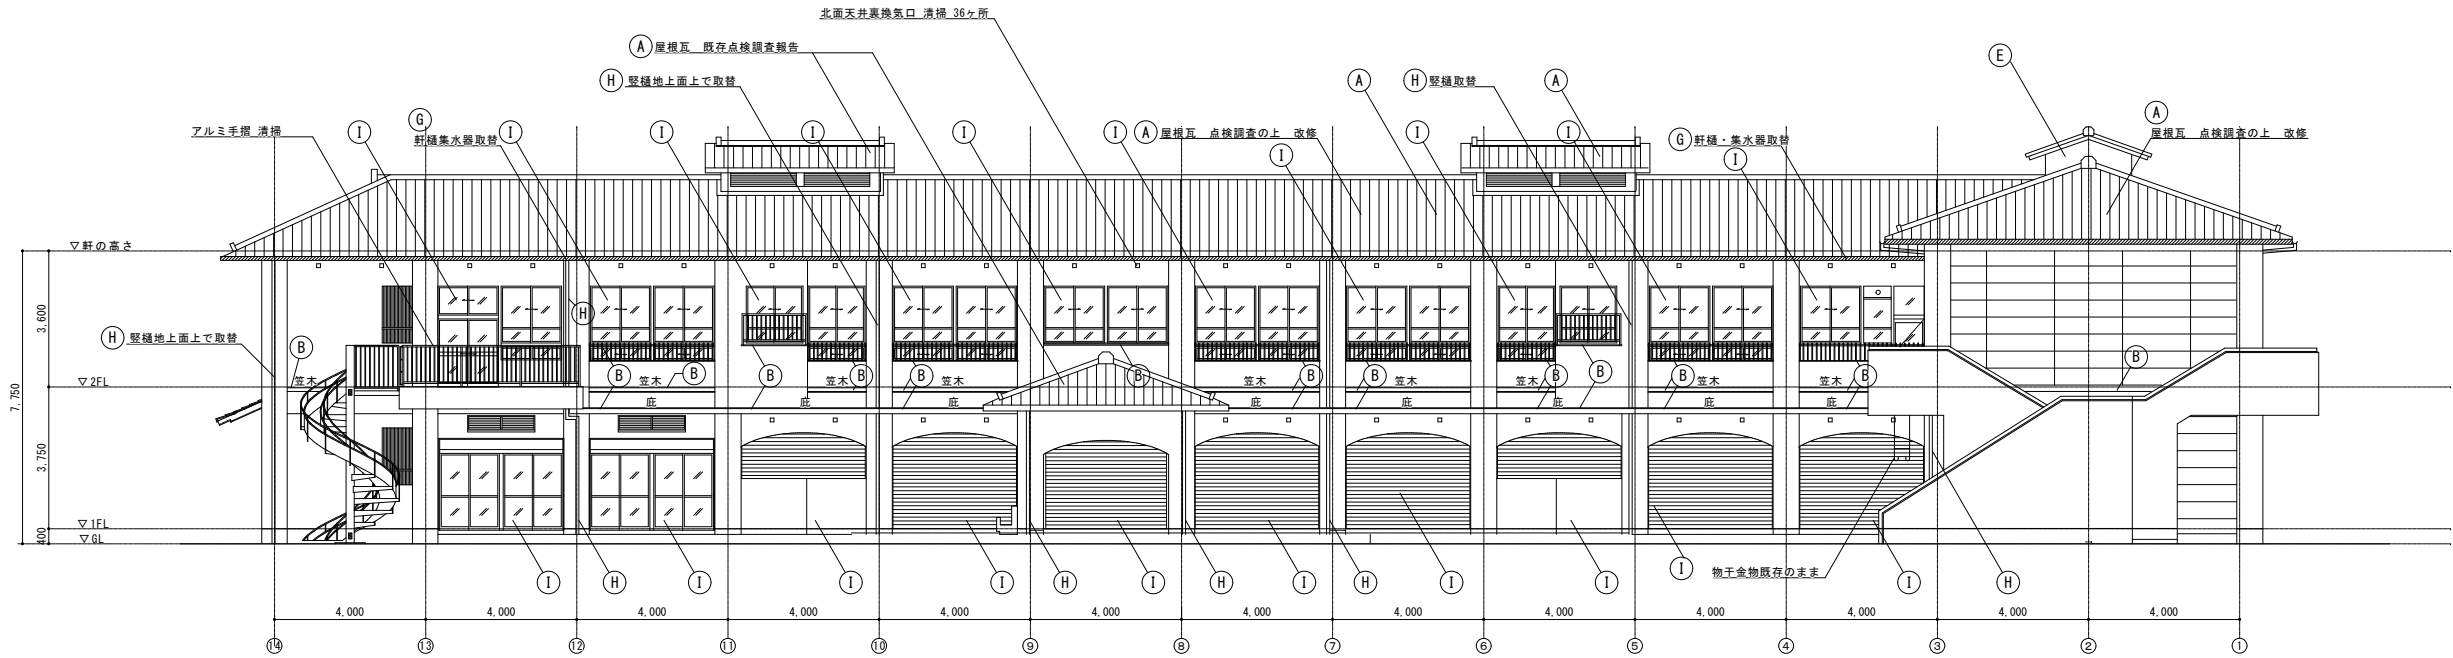 北面天井裏換気口 清掃 36ヶ所
A 屋根瓦 既存点検調査報告
E
H 竪樋地上面上で取替
A
H 竪樋取替
A
A
屋根瓦 点検調査の上 改修
G
軒樋集水器取替
アルミ手摺 清掃
I
I
I
I
I
I
A 屋根瓦 点検調査の上 改修
I
I
I
G 軒樋・集水器取替
I
▽軒の高さ
3,600
7,750
H
H 竪樋地上面上で取替
B
笠木
▽2FL
B
笠木
B
B
笠木
B
B
笠木
B
B
笠木
B
B
笠木
B
笠木
B
B
笠木
B
笠木
B
B
庇
庇
庇
庇
庇
庇
庇
庇
3,750
▽1FL
400
▽GL
I
H
I
I
I
H
I
H
I
H
I
I
I
物干金物既存のまま
I
H
4,000
4,000
4,000
4,000
4,000
4,000
4,000
4,000
4,000
4,000
4,000
4,000
4,000
⑭
⑬
⑫
⑪
⑩
⑨
⑧
⑦
⑥
⑤
④
③
②
①